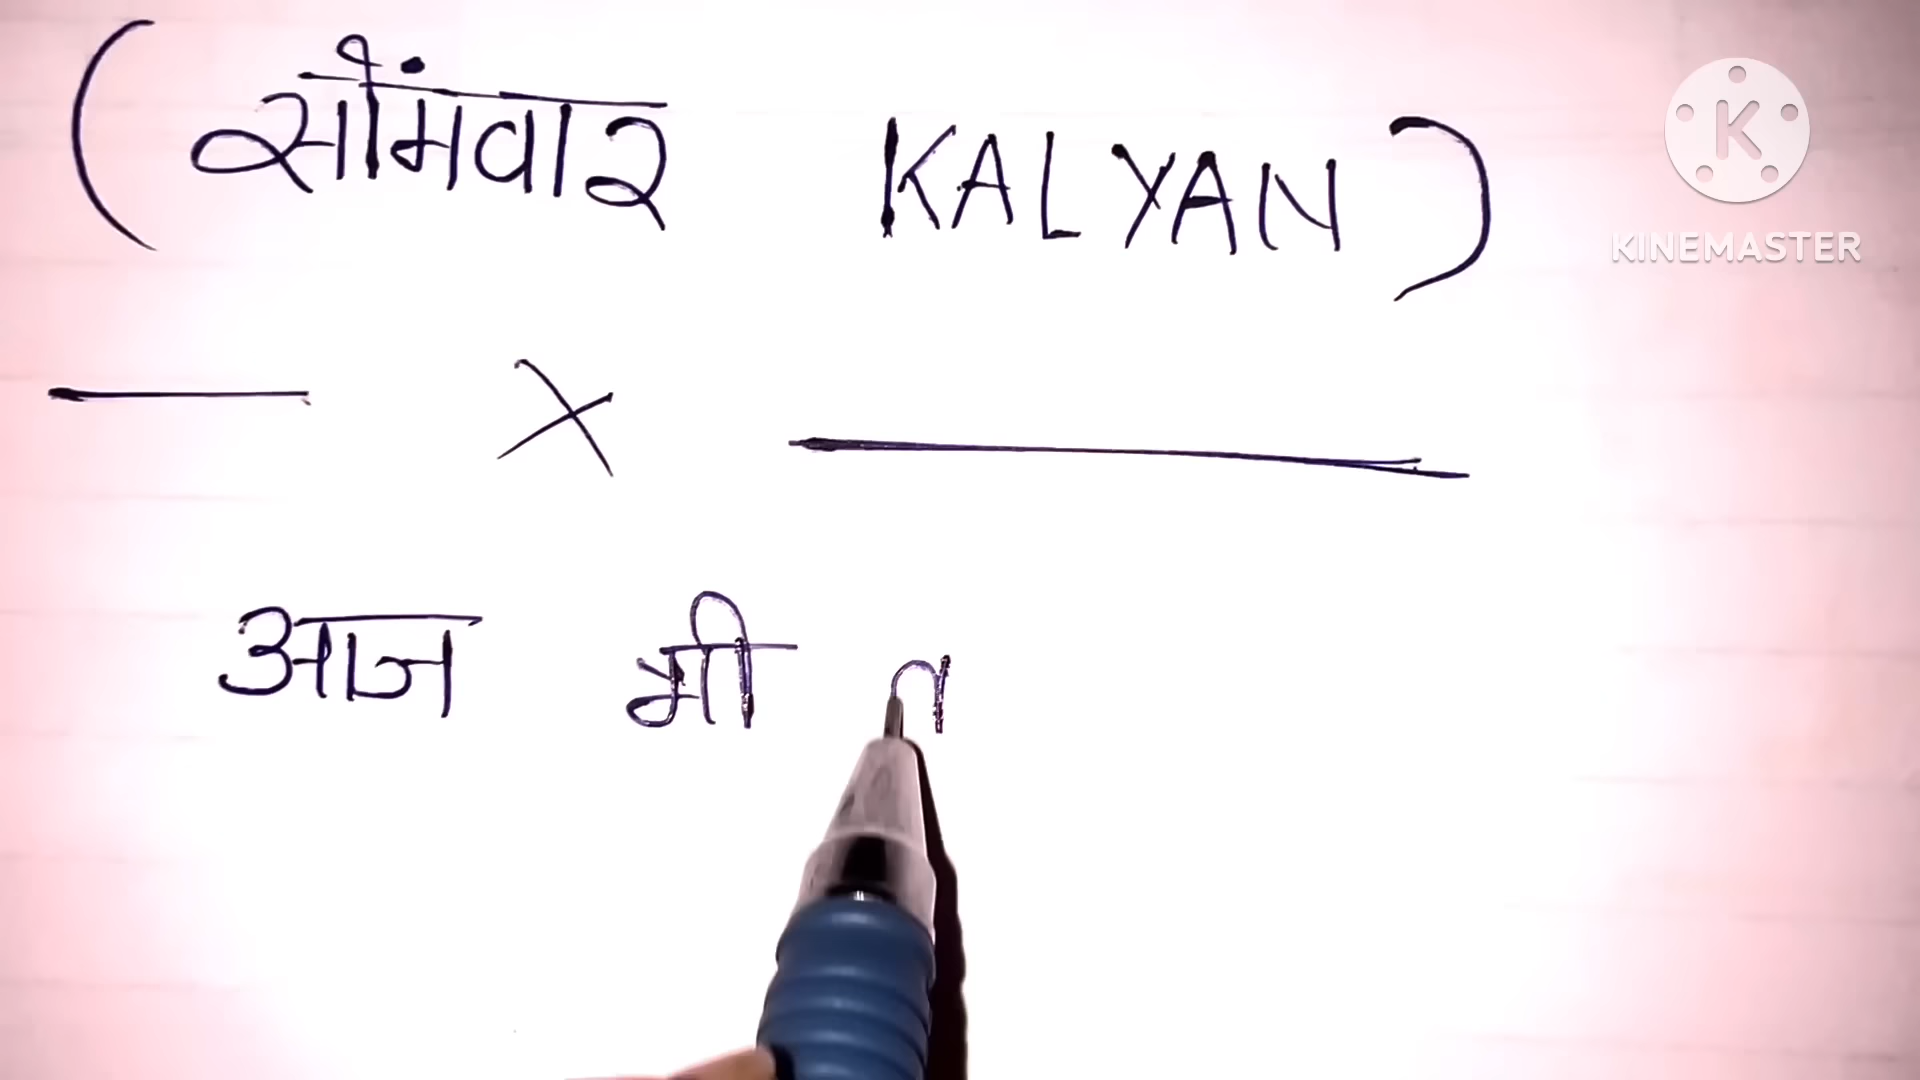 (सोंमवार KALYAN)
K
KINEMASTER
— X —
आज भी